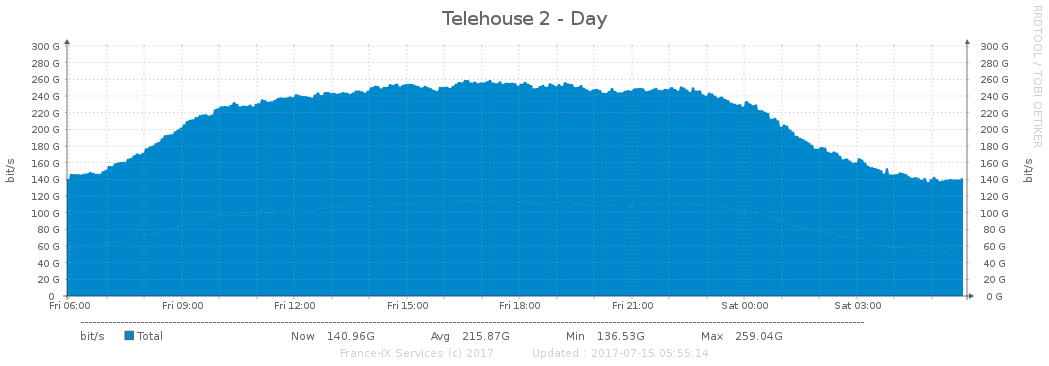 Telehouse 2 - Day
RRDTOOL / TOBI OETIKER
bit/s
300 G 300 G
280 G 280 G
260 G 260 G
240 G 240 G
220 G 220 G
200 G 200 G
180 G 180 G
160 G 160 G
140 G 140 G
120 G 120 G
100 G 100 G
80 G 80 G
60 G 60 G
40 G 40 G
20 G 20 G
0 0 G
bit/s
Fri 06:00 Fri 09:00 Fri 12:00 Fri 15:00 Fri 18:00 Fri 21:00 Sat 00:00 Sat 03:00
bit/s Total Now 140.96G Avg 215.87G Min 136.53G Max 259.04G
France-IX Services (c) 2017 Updated : 2017-07-15 05:55:14